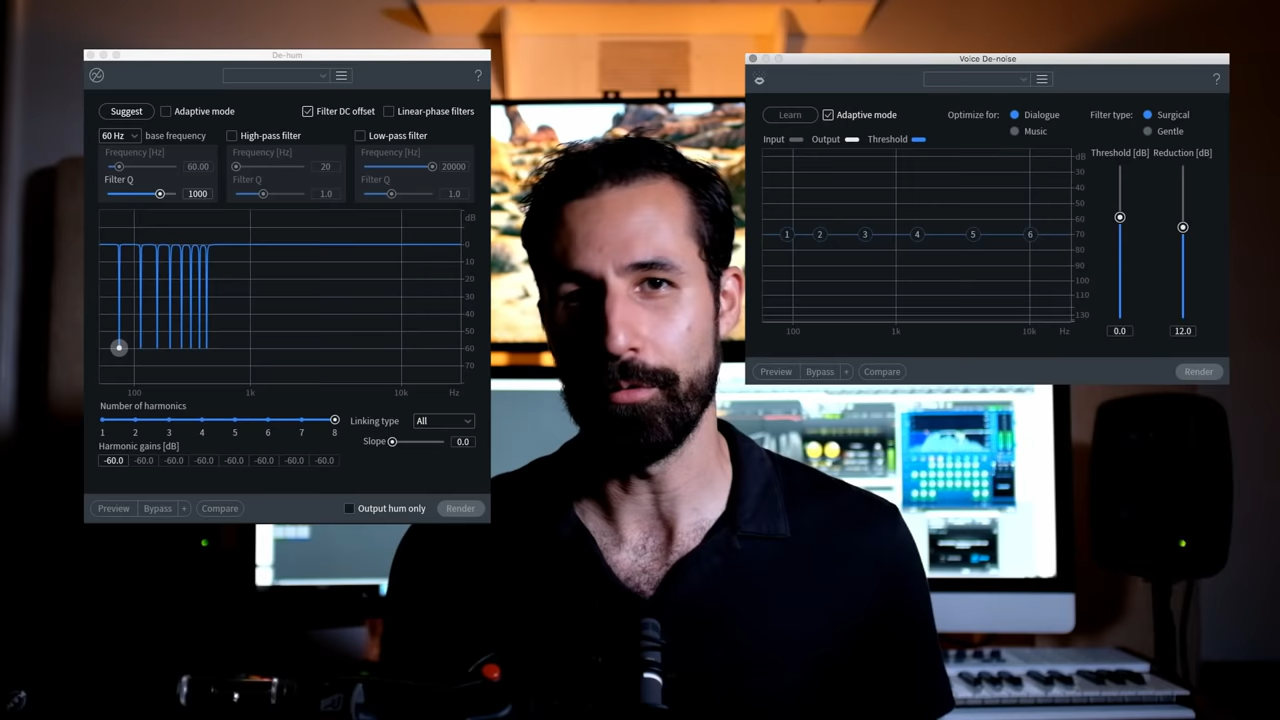 De-hum
?
Suggest Adaptive mode Filter DC offset Linear-phase filters
60 Hz base frequency High-pass filter Low-pass filter
Frequency [Hz] Frequency [Hz] Frequency [Hz]
60.00 20 20000
Filter Q Filter Q Filter Q
1000 1.0 1.0
dB
0
10
20
30
40
50
60
70
100 1k 10k Hz
Number of harmonics
Linking type All
1 2 3 4 5 6 7 8
Slope 0.0
Harmonic gains [dB]
-60.0 -60.0 -60.0 -60.0 -60.0 -60.0 -60.0 -60.0
Preview Bypass + Compare Output hum only Render
Voice De-noise
?
Learn Adaptive mode Optimize for: Dialogue Filter type: Surgical
Music Gentle
Input Output Threshold
Threshold [dB] Reduction [dB]
dB
30
40
50
60
70
80
90
100
110
130
1 2 3 4 5 6
100 1k 10k Hz
0.0 12.0
Preview Bypass + Compare Render